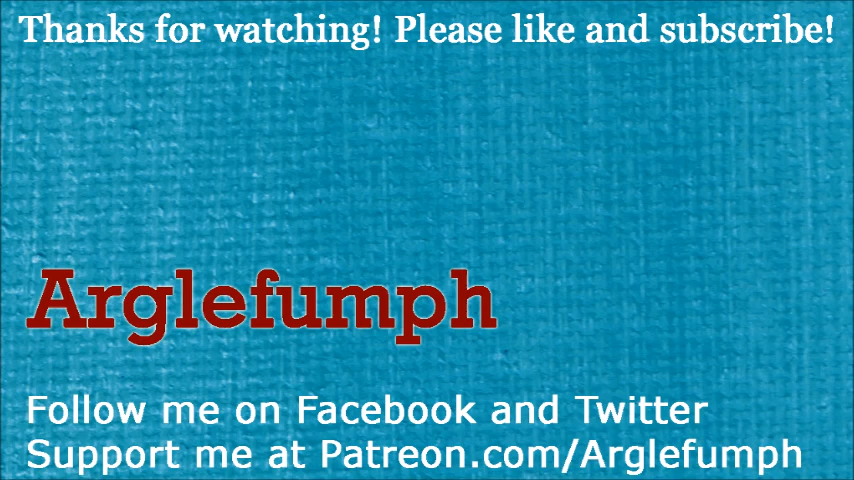 Thanks for watching! Please like and subscribe!
Arglefumph
Follow me on Facebook and Twitter
Support me at Patreon.com/Arglefumph